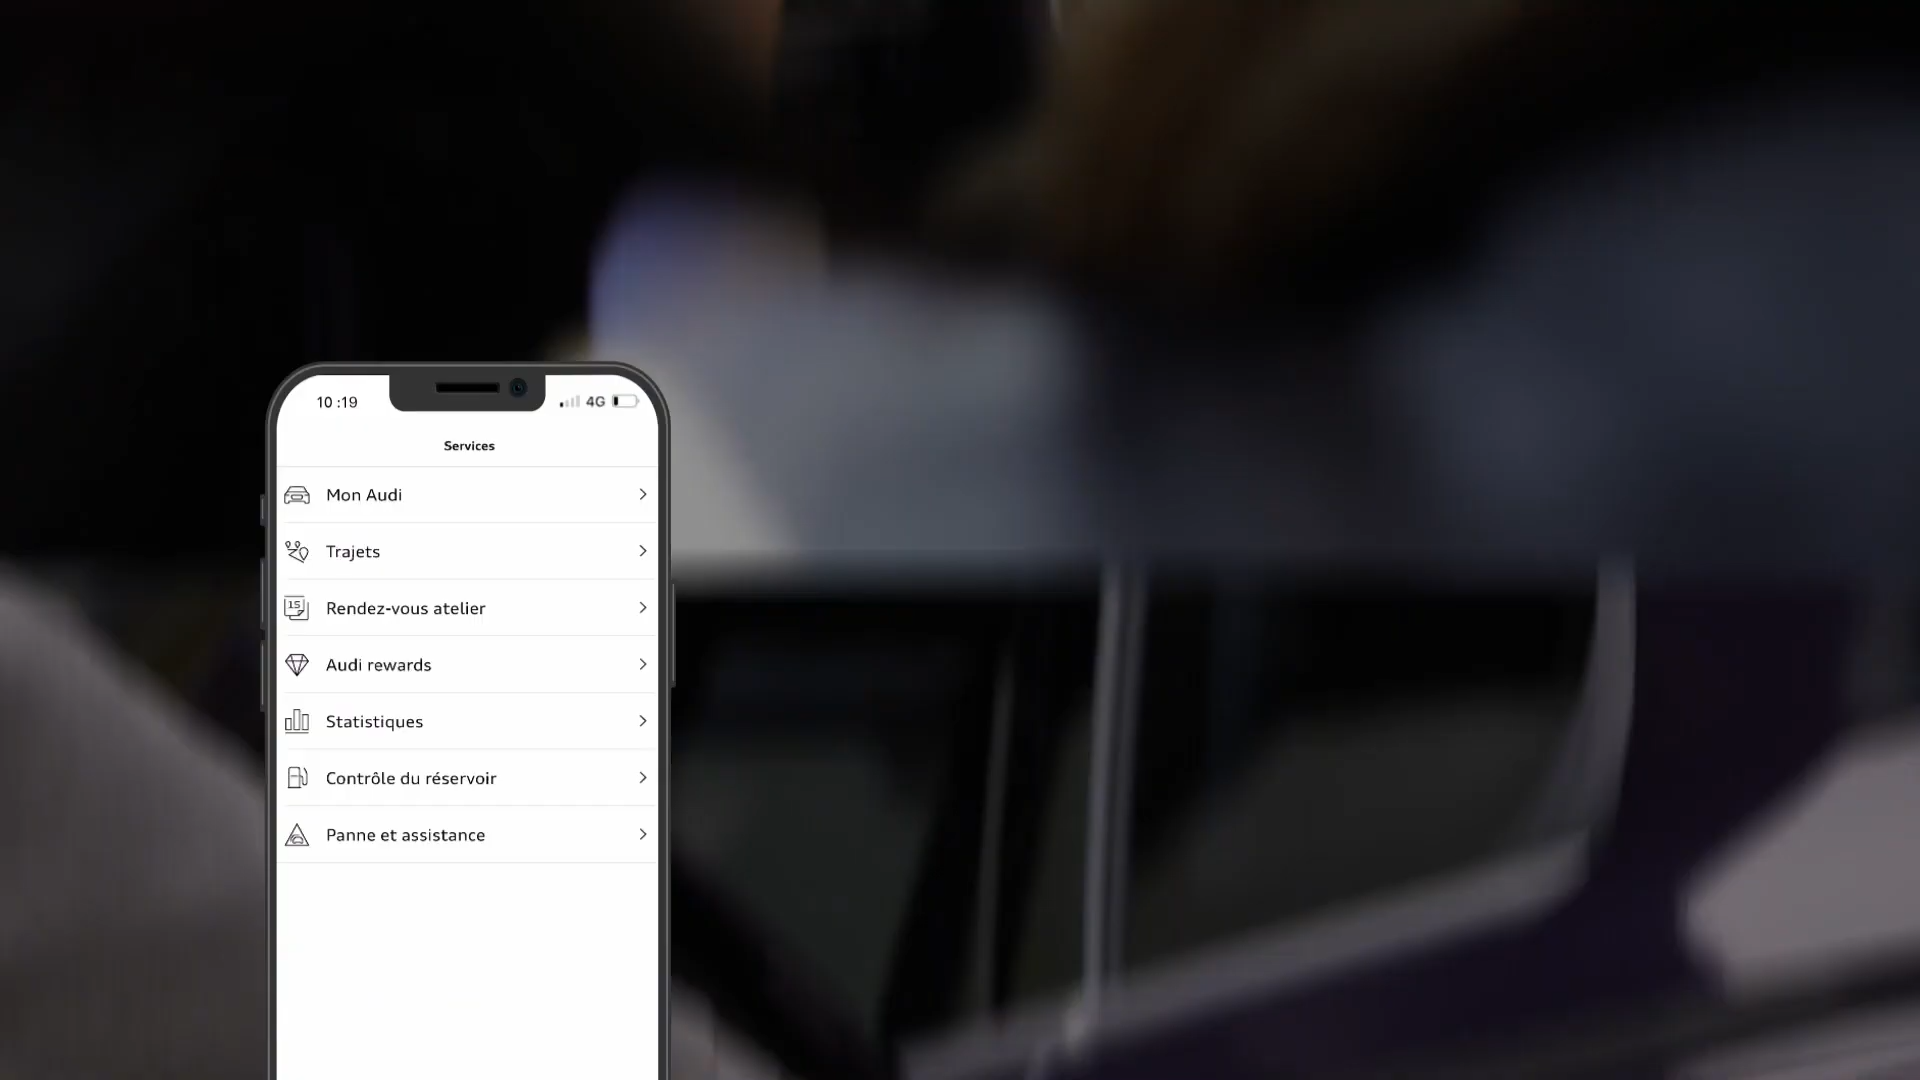 10 :19
4G
Services
Mon Audi
Trajets
15
Rendez-vous atelier
Audi rewards
Statistiques
Contrôle du réservoir
Panne et assistance